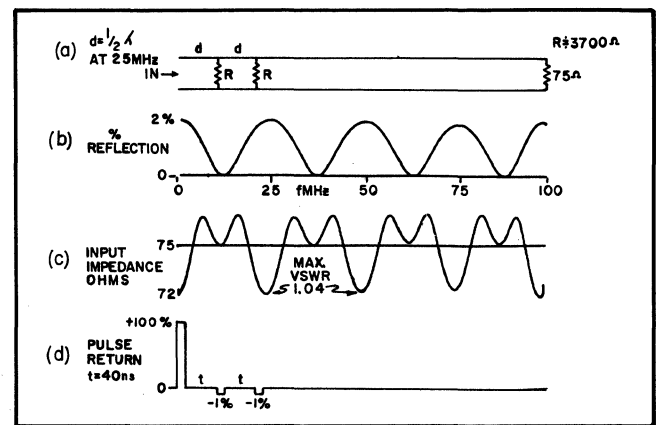 (a) d=½ λ
AT 25MHz
d d
IN→
R R
R≑3700Ω
75Ω
(b) % REFLECTION
2%
0
0 25 fMHz 50 75 100
(c) INPUT IMPEDANCE OHMS
75
72
MAX.
VSWR
1.04
(d) PULSE RETURN
t=40ns
+100%
0
t t
-1% -1%